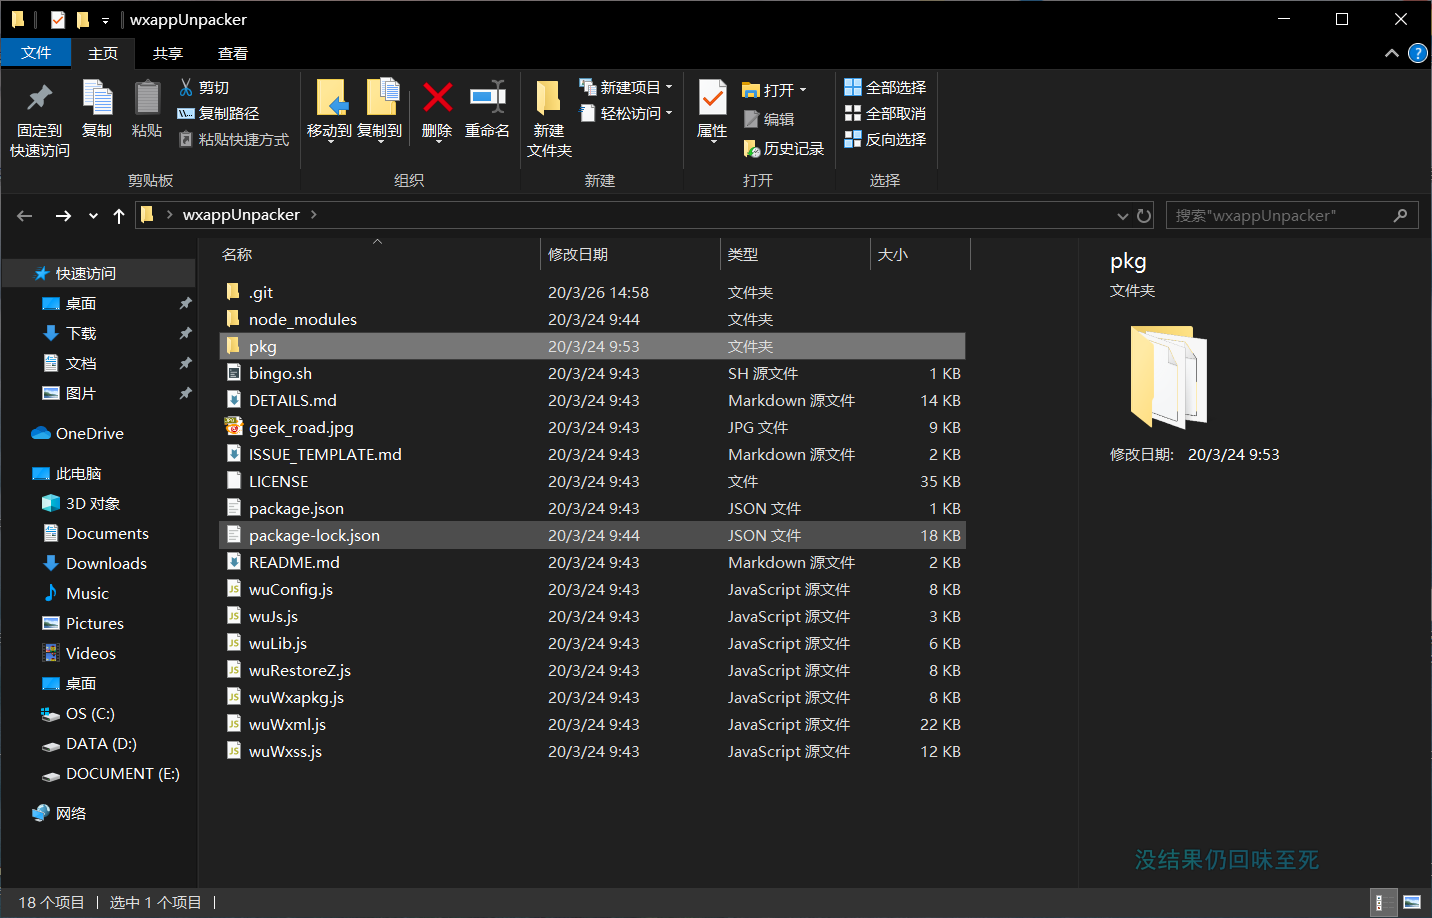 wxappUnpacker
文件 主页 共享 查看
固定到
快速访问
复制
粘贴
剪切
复制路径
粘贴快捷方式
剪贴板
移动到
复制到
删除
重命名
组织
新建
文件夹
新建项目
轻松访问
新建
属性
打开
编辑
历史记录
打开
全部选择
全部取消
反向选择
选择
wxappUnpacker
搜索"wxappUnpacker"
快速访问
桌面
下载
文档
图片
OneDrive
此电脑
3D 对象
Documents
Downloads
Music
Pictures
Videos
桌面
OS (C:)
DATA (D:)
DOCUMENT (E:)
网络
名称 修改日期 类型 大小
.git 20/3/26 14:58 文件夹
node_modules 20/3/24 9:44 文件夹
pkg 20/3/24 9:53 文件夹
bingo.sh 20/3/24 9:43 SH 源文件 1 KB
DETAILS.md 20/3/24 9:43 Markdown 源文件 14 KB
geek_road.jpg 20/3/24 9:43 JPG 文件 9 KB
ISSUE_TEMPLATE.md 20/3/24 9:43 Markdown 源文件 2 KB
LICENSE 20/3/24 9:43 文件 35 KB
package.json 20/3/24 9:43 JSON 文件 1 KB
package-lock.json 20/3/24 9:44 JSON 文件 18 KB
README.md 20/3/24 9:43 Markdown 源文件 2 KB
wuConfig.js 20/3/24 9:43 JavaScript 源文件 8 KB
wuJs.js 20/3/24 9:43 JavaScript 源文件 3 KB
wuLib.js 20/3/24 9:43 JavaScript 源文件 6 KB
wuRestoreZ.js 20/3/24 9:43 JavaScript 源文件 8 KB
wuWxapkg.js 20/3/24 9:43 JavaScript 源文件 8 KB
wuWxml.js 20/3/24 9:43 JavaScript 源文件 22 KB
wuWxss.js 20/3/24 9:43 JavaScript 源文件 12 KB
pkg
文件夹
修改日期: 20/3/24 9:53
没结果仍回味至死
18 个项目 选中 1 个项目